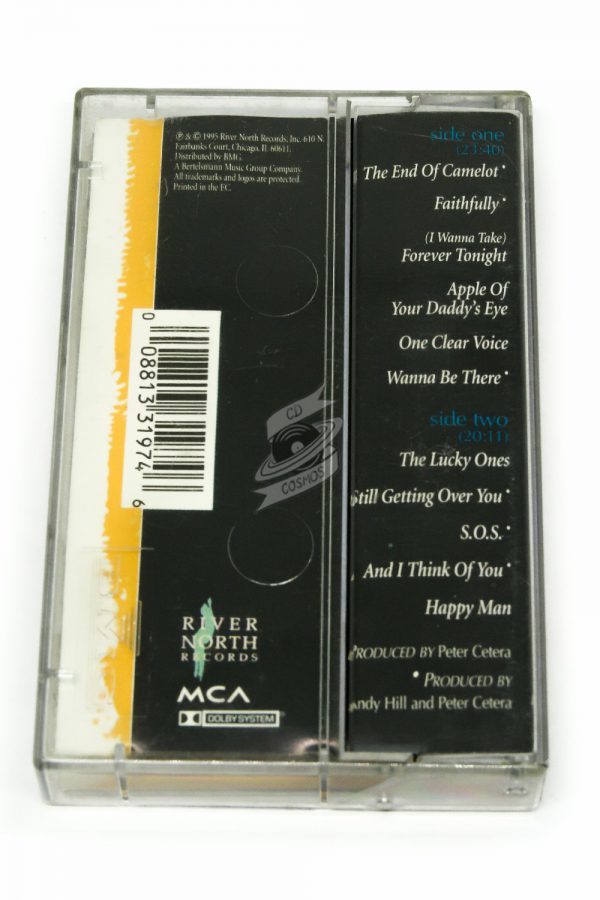 ℗ & © 1995 River North Records, Inc. 610 N.
Fairbanks Court, Chicago, IL 60611.
Distributed by BMG.
A Bertelsmann Music Group Company.
All trademarks and logos are protected.
Printed in the EC.
0 08813 31974 6
RIVER
NORTH
RECORDS
MCA
DOLBY SYSTEM
side one
(23:40)
The End Of Camelot •
Faithfully •
(I Wanna Take)
Forever Tonight
Apple Of
Your Daddy's Eye
One Clear Voice
Wanna Be There •
side two
(20:11)
The Lucky Ones
Still Getting Over You •
S.O.S. •
And I Think Of You •
Happy Man
PRODUCED BY Peter Cetera
• PRODUCED BY
Andy Hill and Peter Cetera
CD
COSMOS